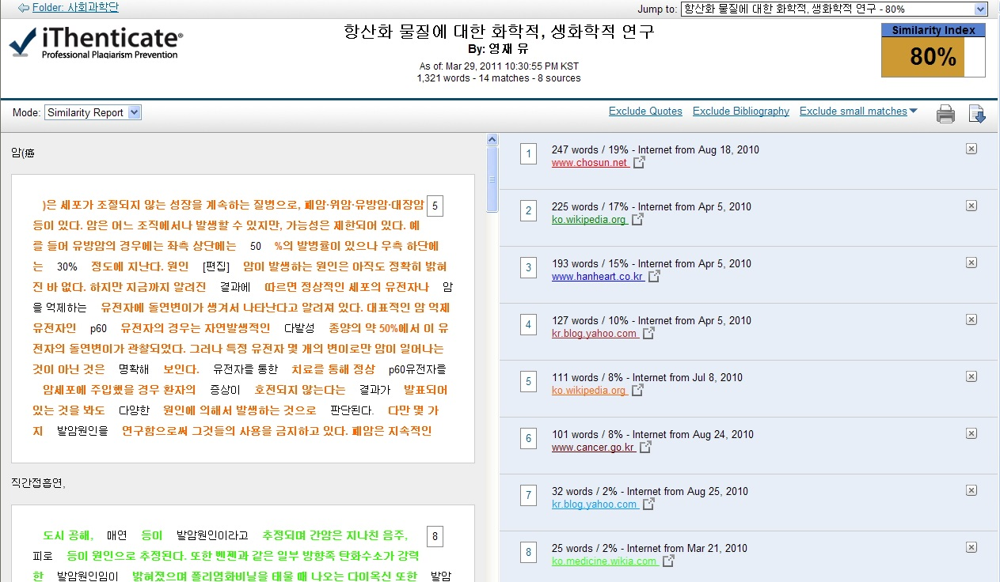 Folder: 사회과학단
Jump to: 항산화 물질에 대한 화학적, 생화학적 연구 - 80%
iThenticate®
Professional Plagiarism Prevention
항산화 물질에 대한 화학적, 생화학적 연구
By: 영재 유
As of: Mar 29, 2011 10:30:55 PM KST
1,321 words - 14 matches - 8 sources
Similarity Index
80%
Mode: Similarity Report
Exclude Quotes Exclude Bibliography Exclude small matches
암(癌
)은 세포가 조절되지 않는 성장을 계속하는 질병으로, 폐암·위암·유방암·대장암 5
등이 있다. 암은 어느 조직에서나 발생할 수 있지만, 가능성은 제한되어 있다. 예
를 들어 유방암의 경우에는 좌측 상단에는 50 %의 발병률이 있으나 우측 하단에
는 30% 정도에 지난다. 원인 [편집] 암이 발생하는 원인은 아직도 정확히 밝혀
진 바 없다. 하지만 지금까지 알려진 결과에 따르면 정상적인 세포의 유전자나 암
을 억제하는 유전자에 돌연변이가 생겨서 나타난다고 알려져 있다. 대표적인 암 억제
유전자인 p60 유전자의 경우는 자연발생적인 다발성 종양의 약 50%에서 이 유
전자의 돌연변이가 관찰되었다. 그러나 특정 유전자 몇 개의 변이로만 암이 일어나는
것이 아닌 것은 명확해 보인다. 유전자를 통한 치료를 통해 정상 p60유전자를
암세포에 주입했을 경우 환자의 증상이 호전되지 않는다는 결과가 발표되어
있는 것을 봐도 다양한 원인에 의해서 발생하는 것으로 판단된다. 다만 몇 가
지 발암원인을 연구함으로써 그것들의 사용을 금지하고 있다. 폐암은 지속적인
직간접흡연,
도시 공해, 매연 등이 발암원인이라고 추정되며 간암은 지나친 음주, 8
피로 등이 원인으로 추정된다. 또한 벤젠과 같은 일부 방향족 탄화수소가 강력
한 발암원인임이 밝혀졌으며 폴리염화비닐을 태울 때 나오는 다이옥신 또한 발암
1 247 words / 19% - Internet from Aug 18, 2010
www.chosun.net
2 225 words / 17% - Internet from Apr 5, 2010
ko.wikipedia.org
3 193 words / 15% - Internet from Apr 5, 2010
www.hanheart.co.kr
4 127 words / 10% - Internet from Apr 5, 2010
kr.blog.yahoo.com
5 111 words / 8% - Internet from Jul 8, 2010
ko.wikipedia.org
6 101 words / 8% - Internet from Aug 24, 2010
www.cancer.go.kr
7 32 words / 2% - Internet from Aug 25, 2010
kr.blog.yahoo.com
8 25 words / 2% - Internet from Mar 21, 2010
ko.medicine.wikia.com